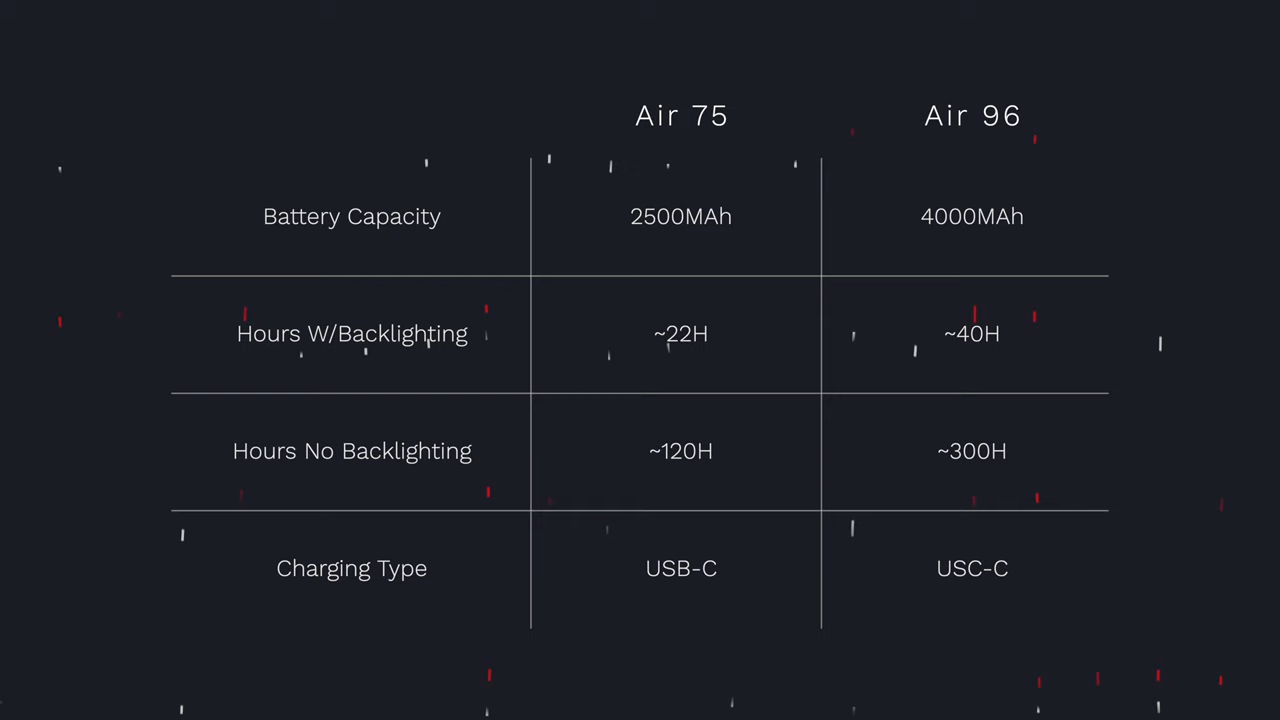 Air 75 Air 96
Battery Capacity 2500MAh 4000MAh
Hours W/Backlighting ~22H ~40H
Hours No Backlighting ~120H ~300H
Charging Type USB-C USC-C